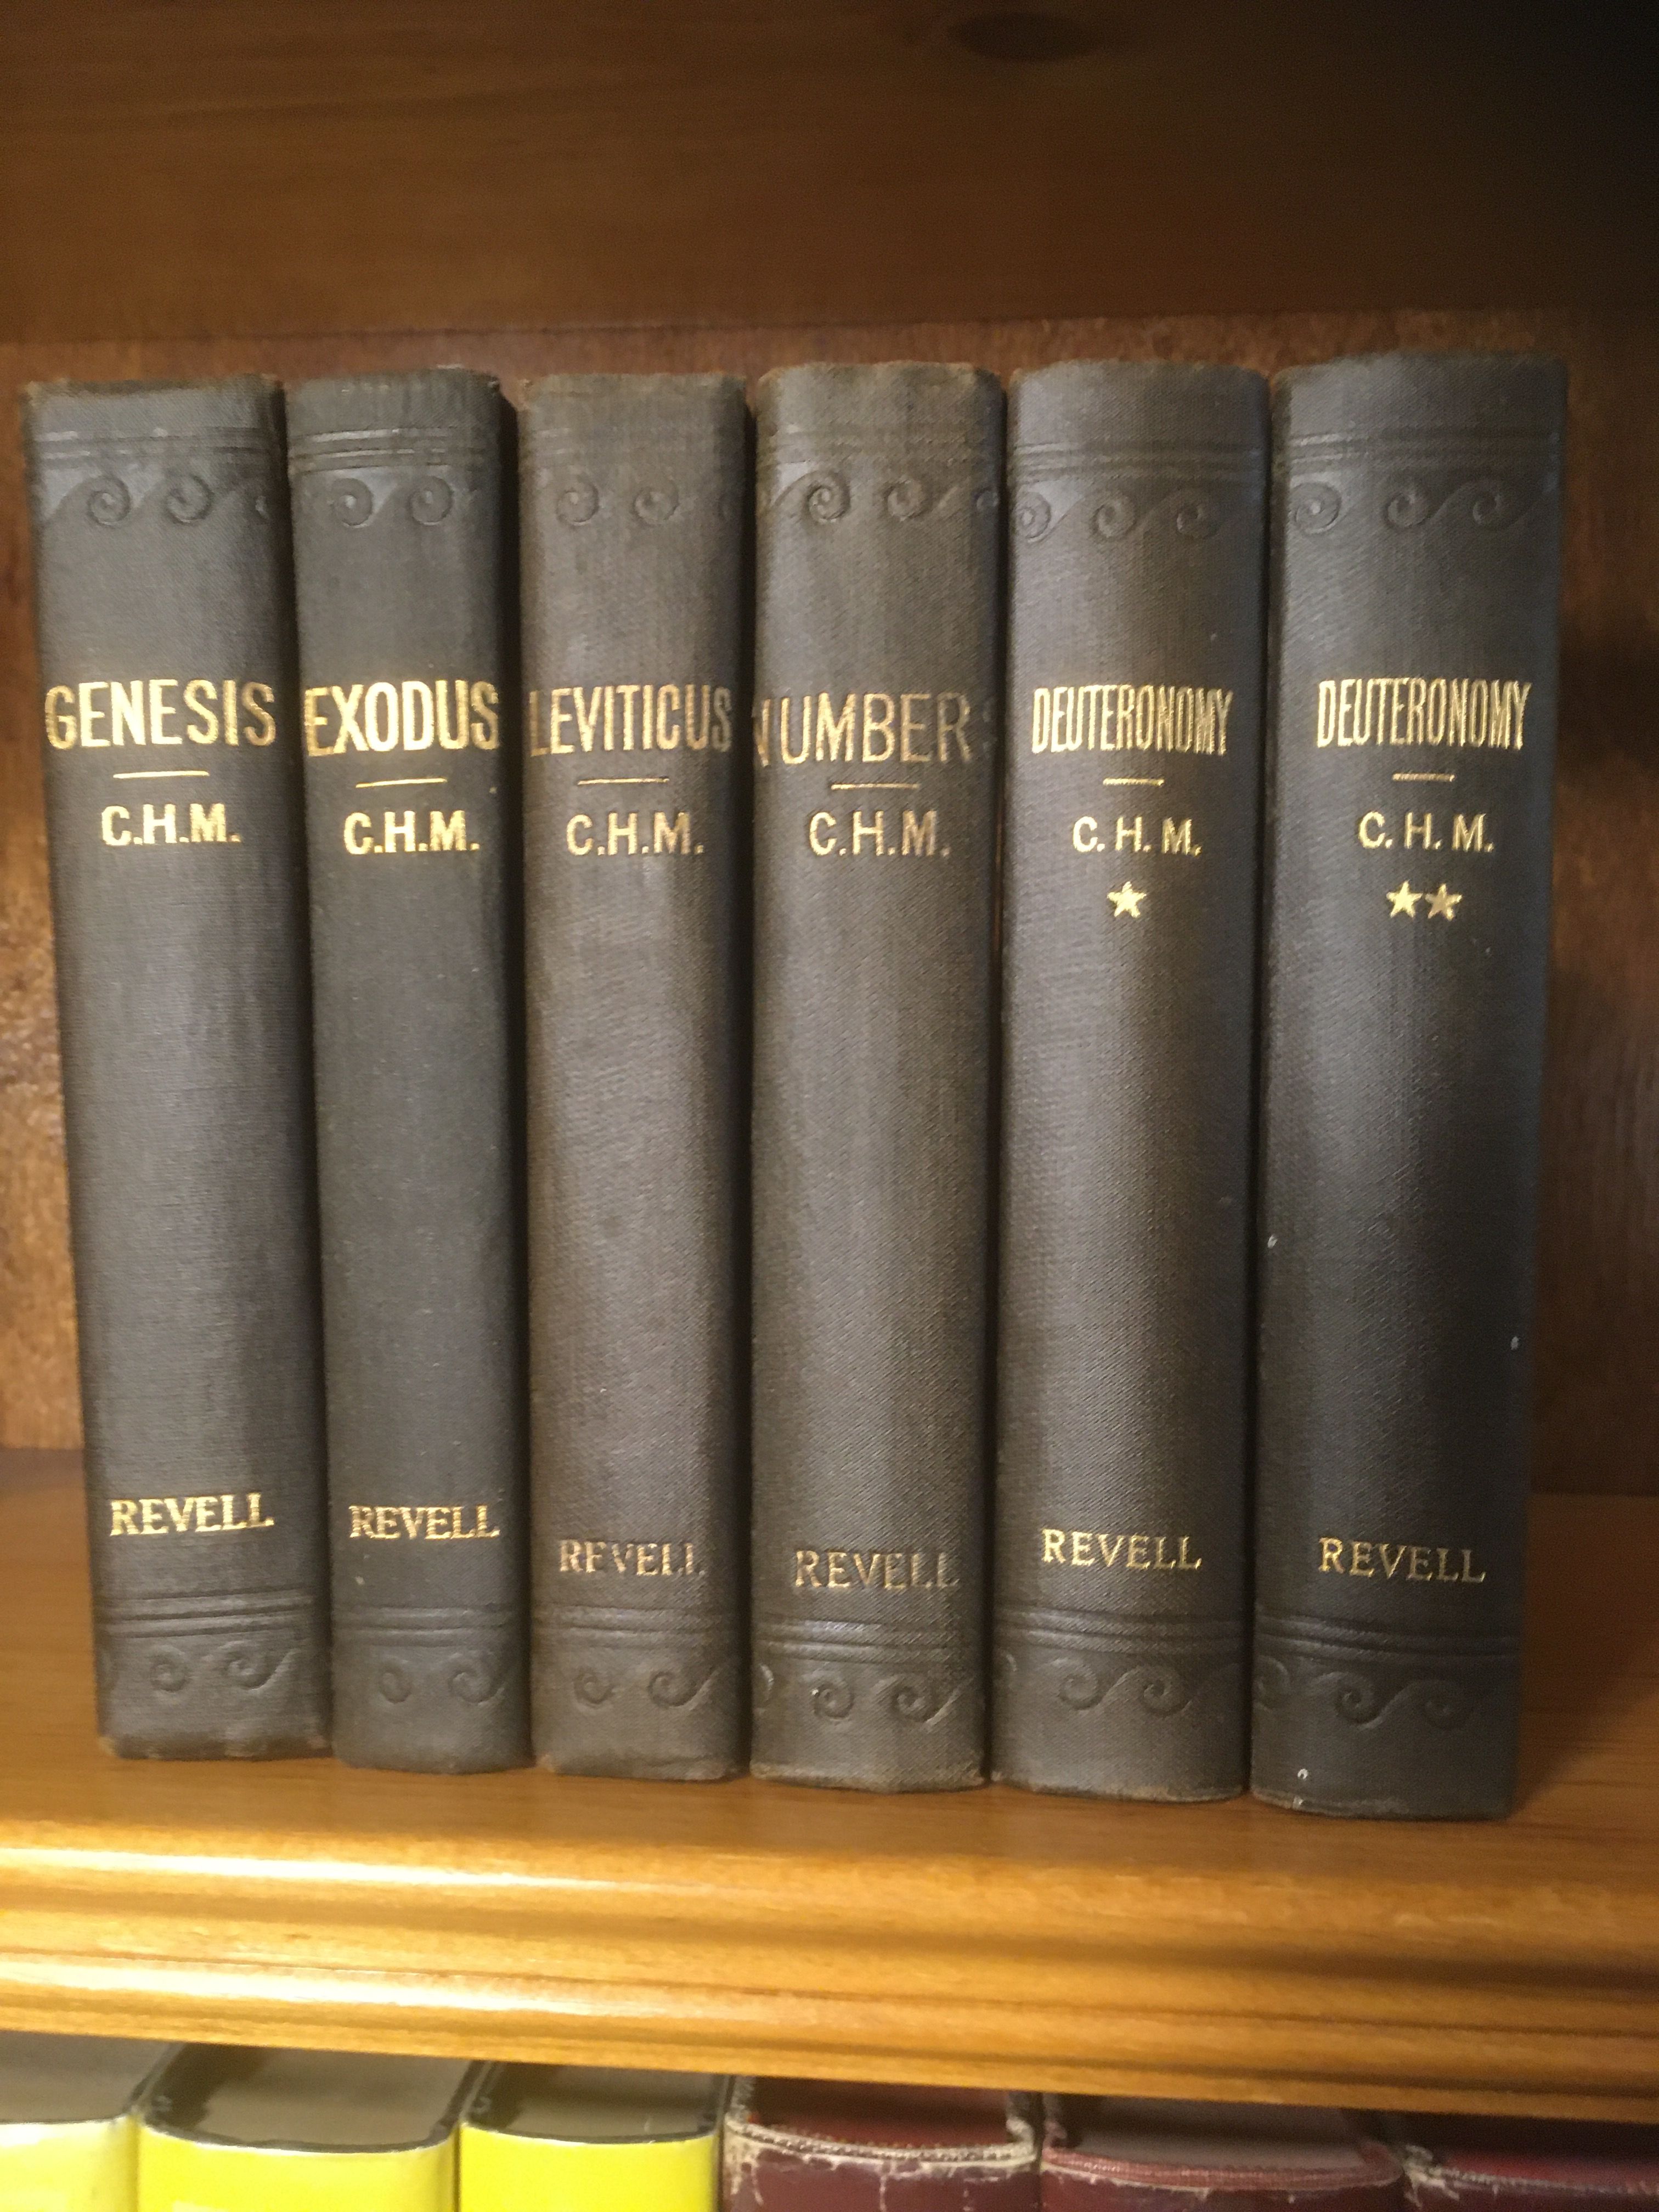 GENESIS
C.H.M.
REVELL
EXODUS
C.H.M.
REVELL
LEVITICUS
C.H.M.
REVELL
NUMBERS
C.H.M.
REVELL
DEUTERONOMY
C. H. M.
★
REVELL
DEUTERONOMY
C. H. M.
★★
REVELL